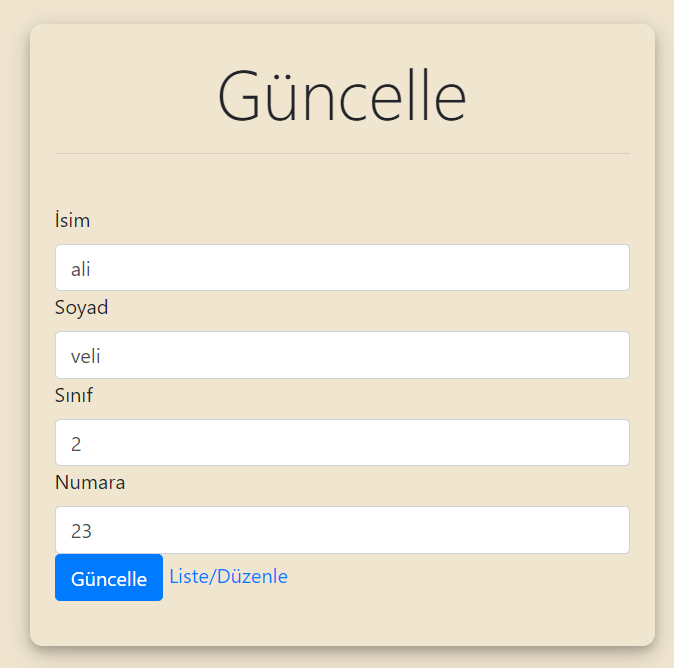 Güncelle
İsim
ali
Soyad
veli
Sınıf
2
Numara
23
Güncelle Liste/Düzenle